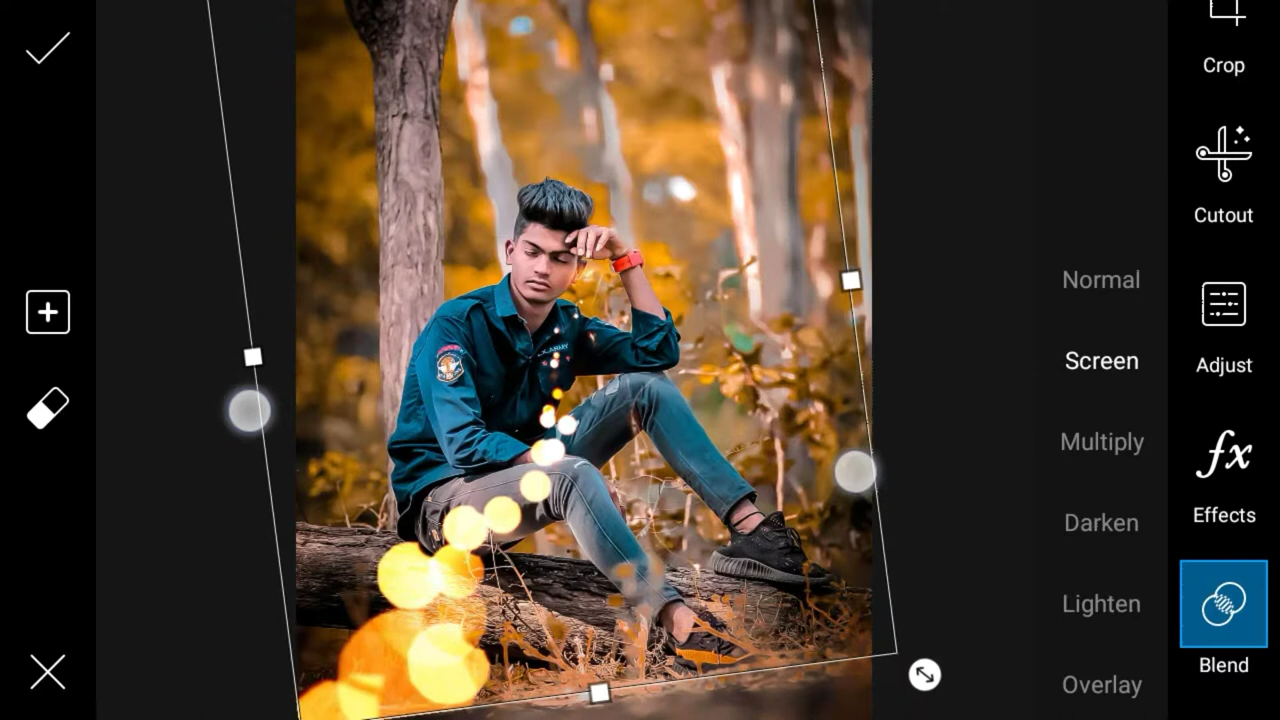 Crop
Cutout
Normal
Screen
Adjust
Multiply
Effects
Darken
Lighten
Blend
Overlay